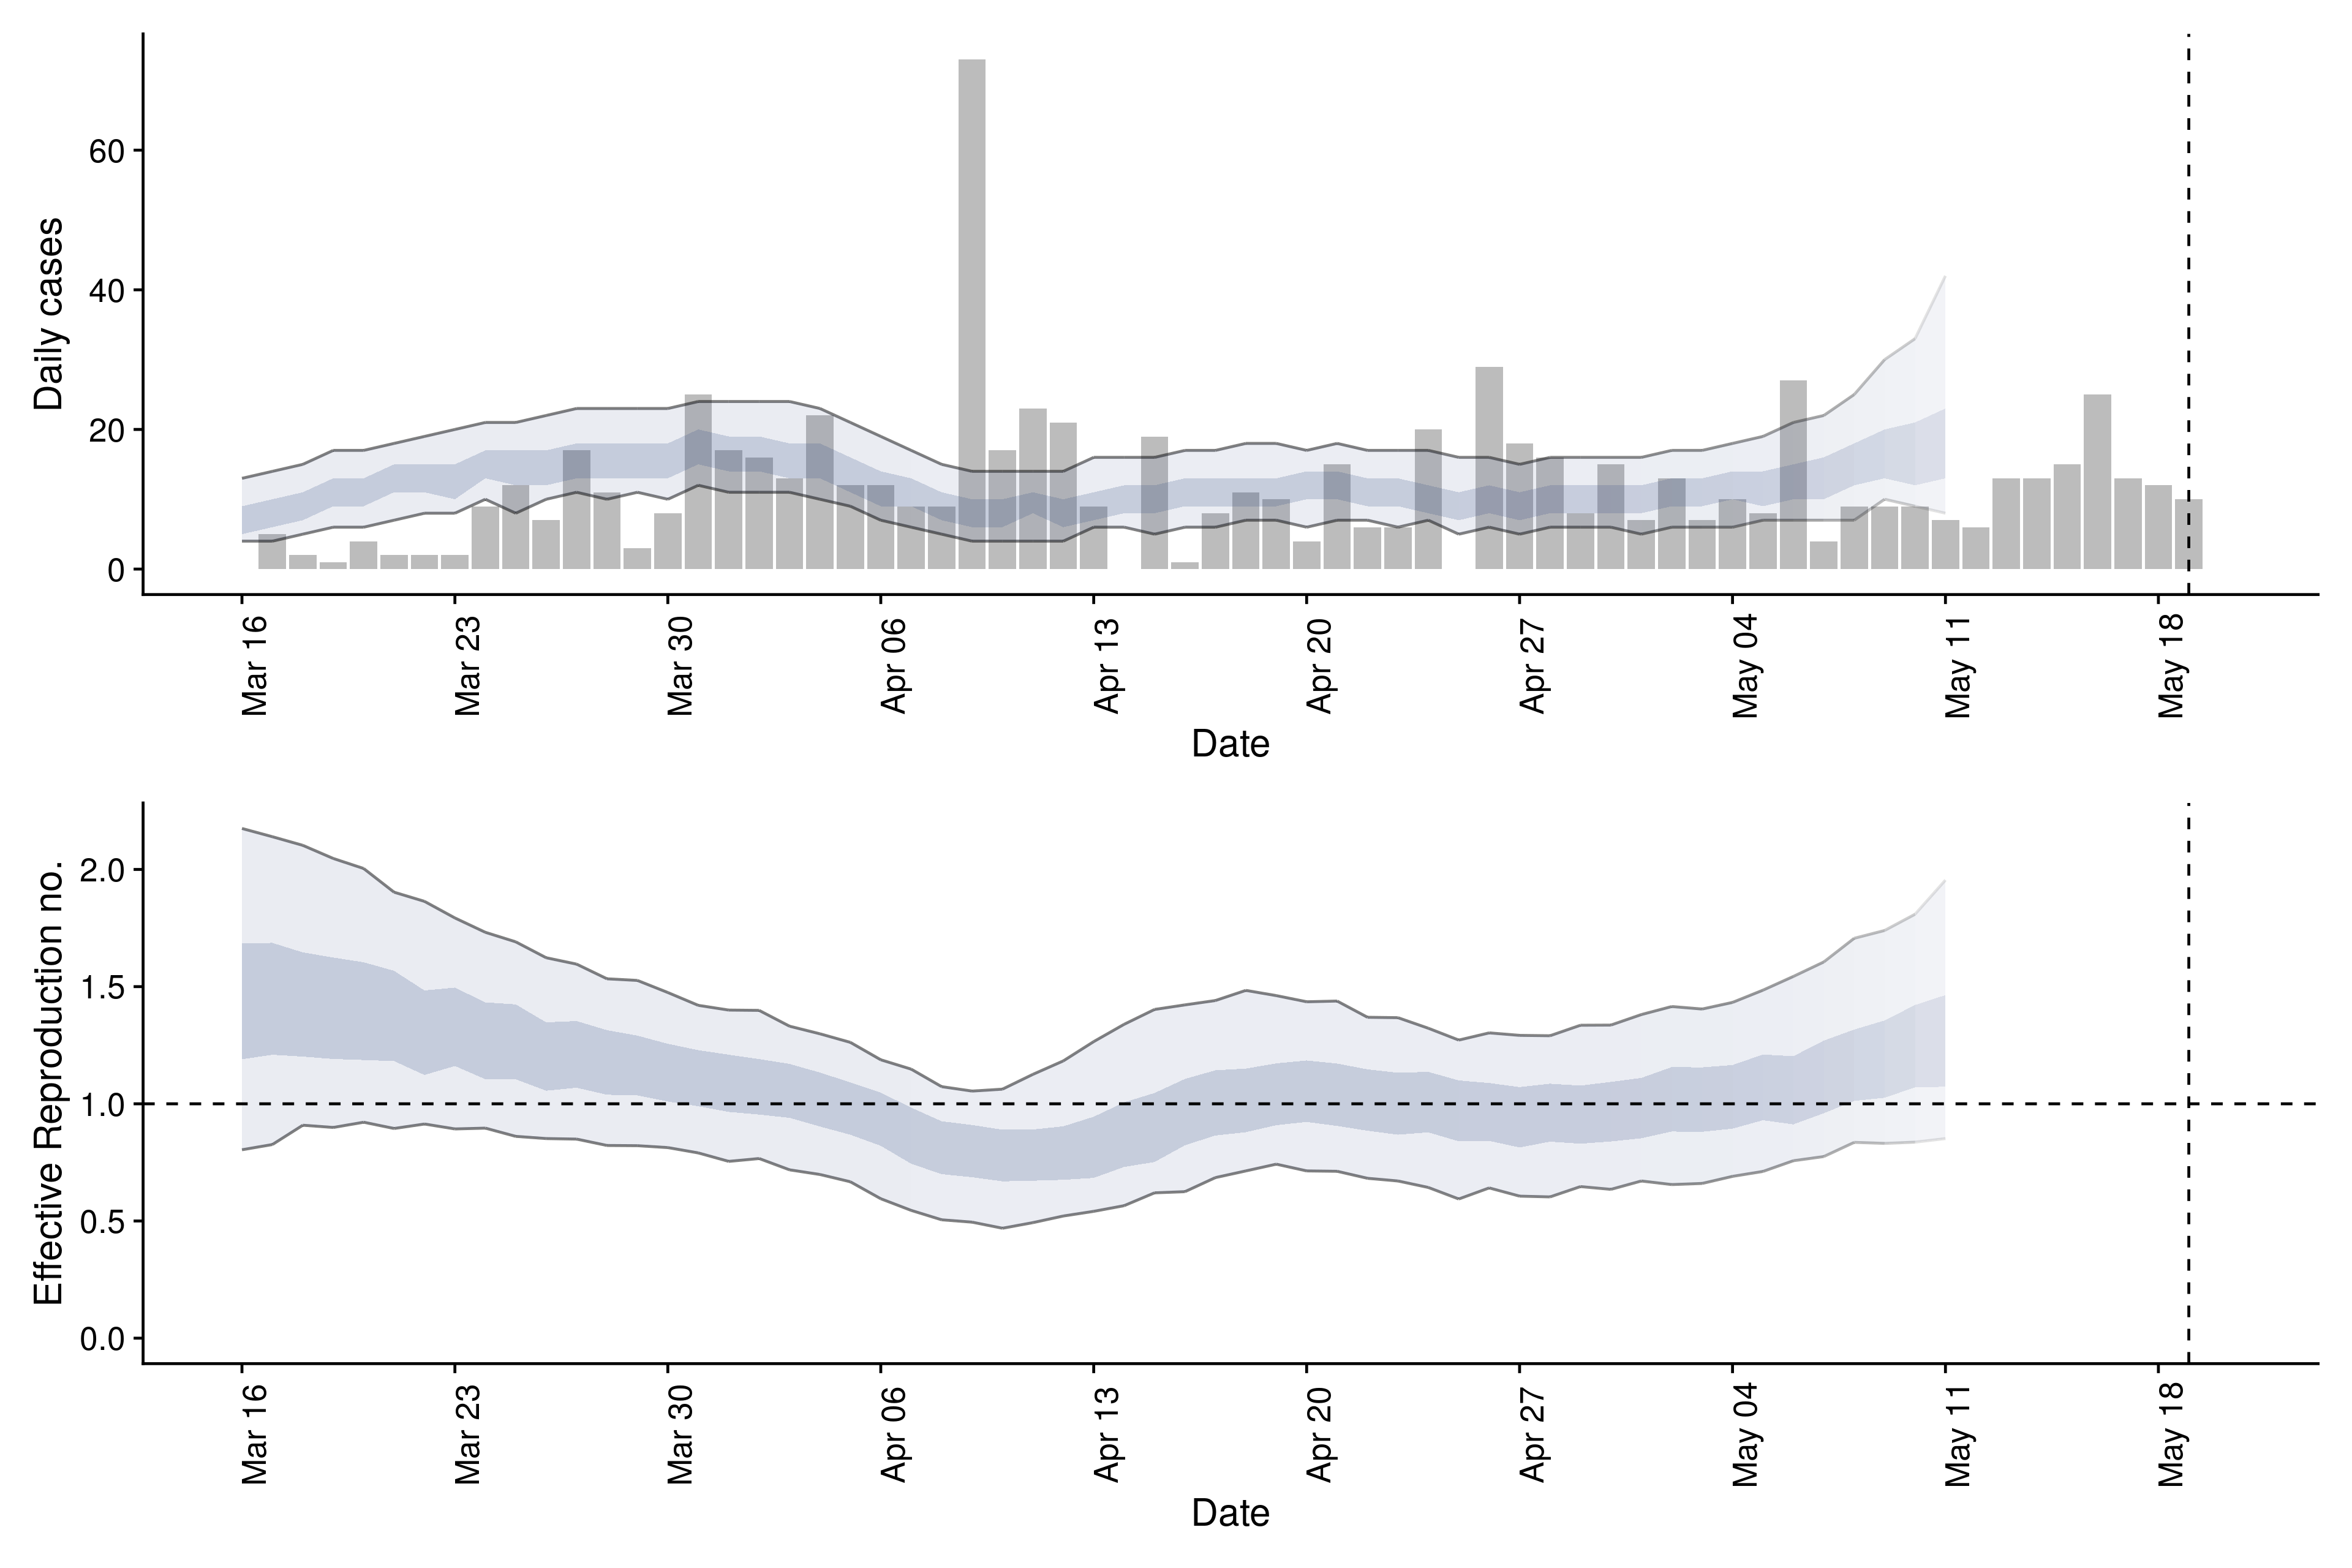 Daily cases
60
40
20
0
Mar 16
Mar 23
Mar 30
Apr 06
Apr 13
Apr 20
Apr 27
May 04
May 11
May 18
Date
Effective Reproduction no.
2.0
1.5
1.0
0.5
0.0
Mar 16
Mar 23
Mar 30
Apr 06
Apr 13
Apr 20
Apr 27
May 04
May 11
May 18
Date